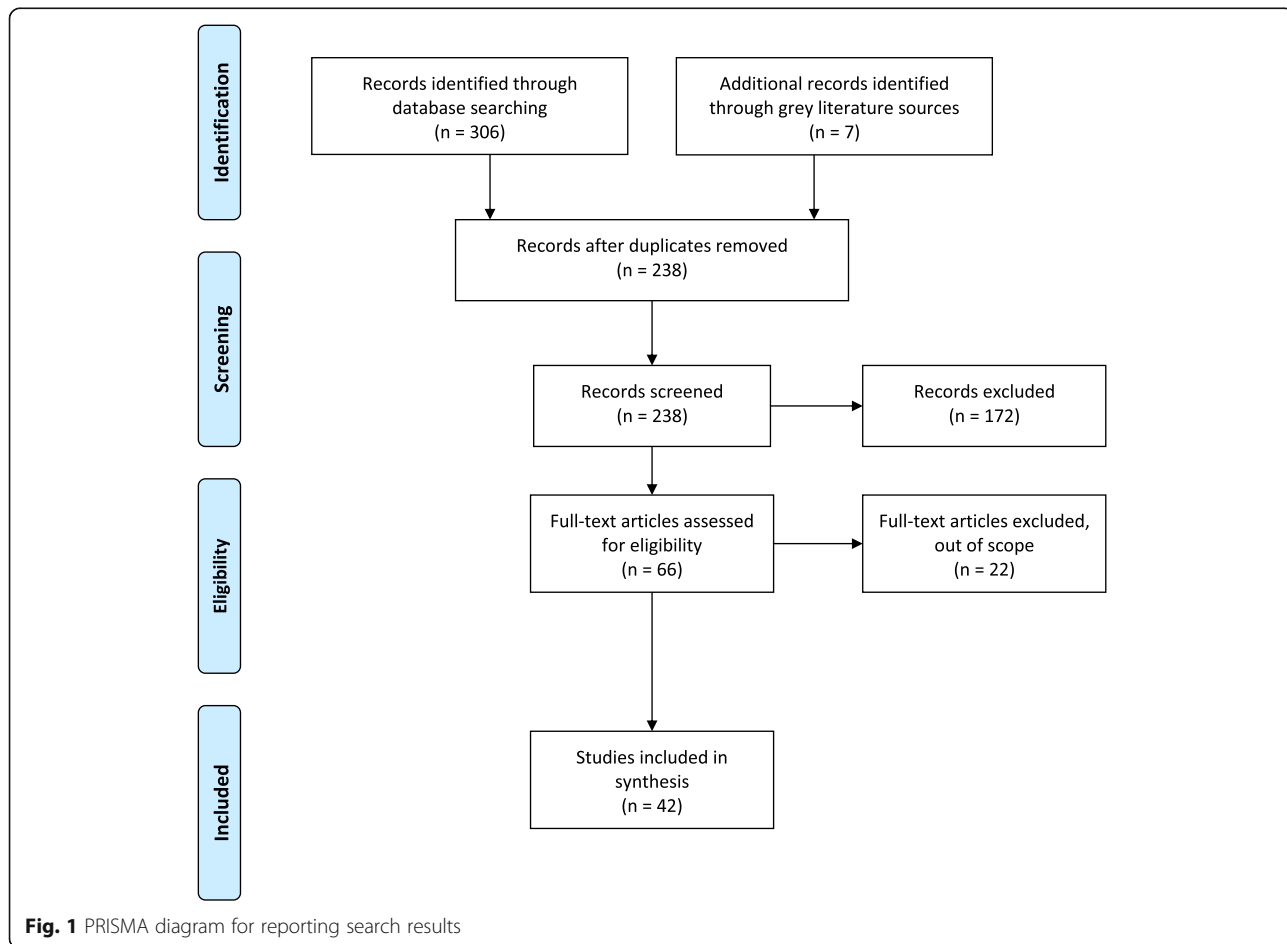 Identification
Records identified through
database searching
(n = 306)
Additional records identified
through grey literature sources
(n = 7)
Records after duplicates removed
(n = 238)
Screening
Records screened
(n = 238)
Records excluded
(n = 172)
Eligibility
Full-text articles assessed
for eligibility
(n = 66)
Full-text articles excluded,
out of scope
(n = 22)
Included
Studies included in
synthesis
(n = 42)
Fig. 1 PRISMA diagram for reporting search results